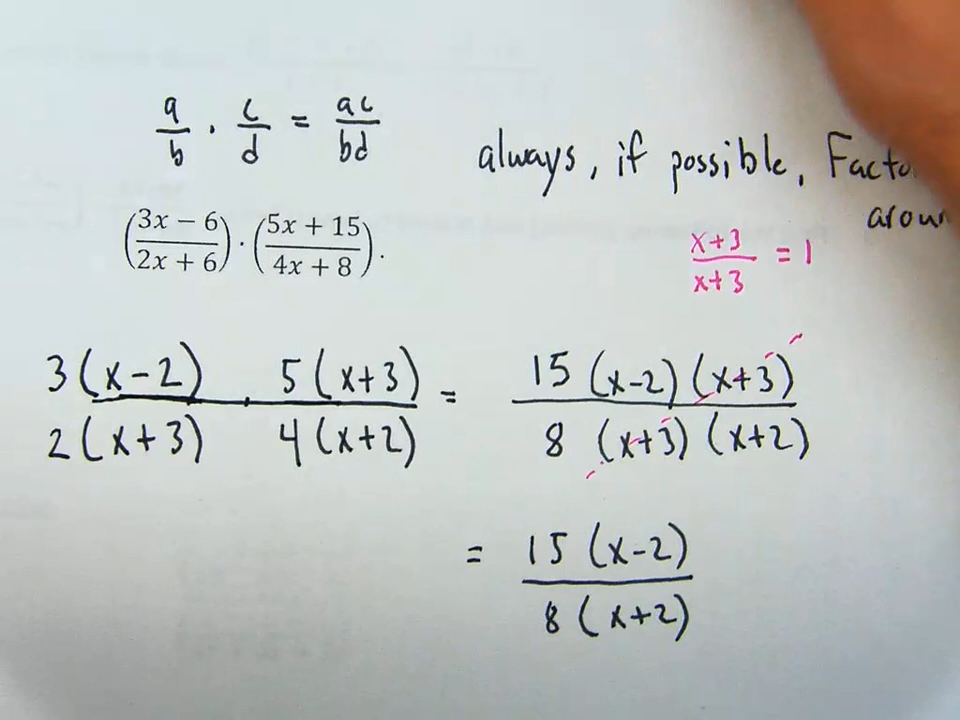 a/b · c/d = ac/bd
always, if possible, Facto
aroun
(3x − 6 / 2x + 6) · (5x + 15 / 4x + 8).
x+3 / x+3 = 1
3(x-2) / 2(x+3) · 5(x+3) / 4(x+2) = 15(x-2)(x+3) / 8(x+3)(x+2)
= 15(x-2) / 8(x+2)